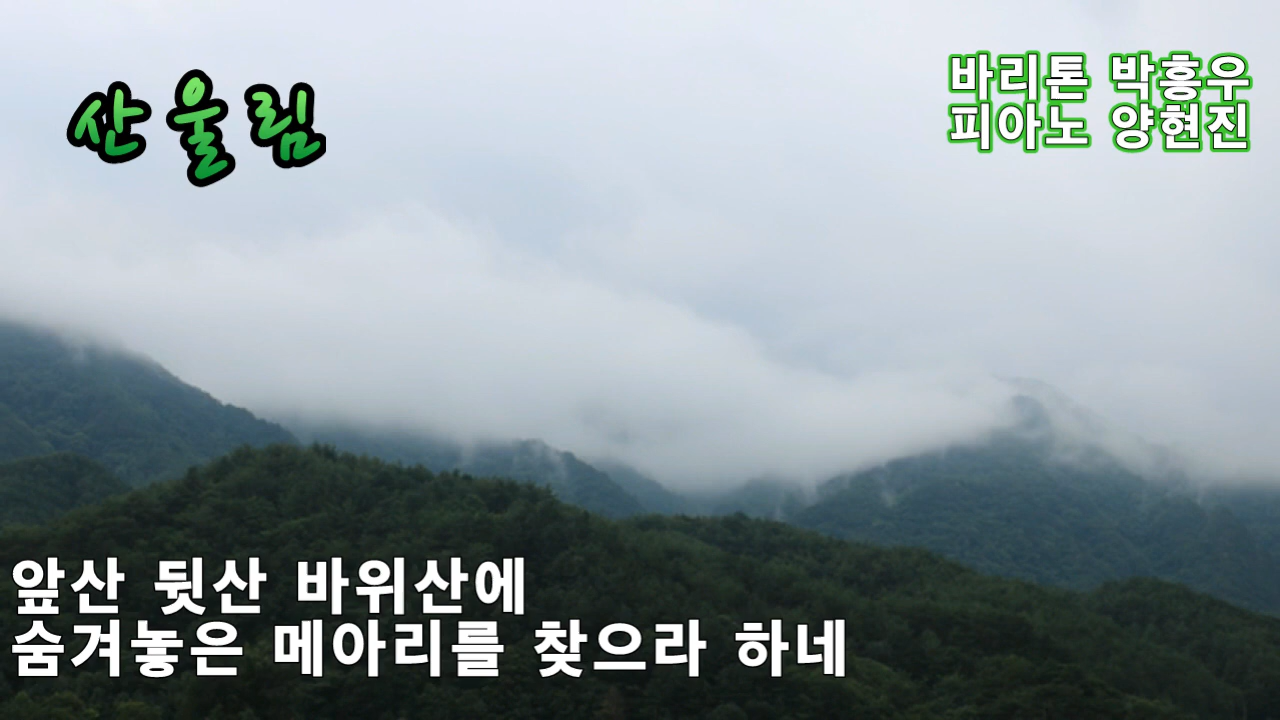 산울림
바리톤 박흥우
피아노 양현진
앞산 뒷산 바위산에
숨겨놓은 메아리를 찾으라 하네